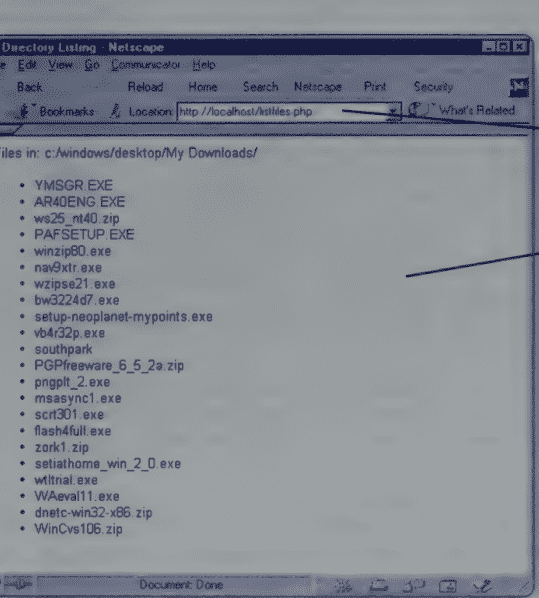 Directory Listing - Netscape
e Edit View Go Communicator Help
Back Reload Home Search Netscape Print Security
Bookmarks Location: http://localhost/listfiles.php What's Related
iles in: c:/windows/desktop/My Downloads/
• YMSGR.EXE
• AR40ENG.EXE
• ws25_nt40.zip
• PAFSETUP.EXE
• winzip80.exe
• nav9xtr.exe
• wzipse21.exe
• bw3224d7.exe
• setup-neoplanet-mypoints.exe
• vb4r32p.exe
• southpark
• PGPfreeware_6_5_2a.zip
• pngplt_2.exe
• msasync1.exe
• scrt301.exe
• flash4full.exe
• zork1.zip
• setiathome_win_2_0.exe
• wtltrial.exe
• WAeval11.exe
• dnetc-win32-x86.zip
• WinCvs106.zip
Document: Done